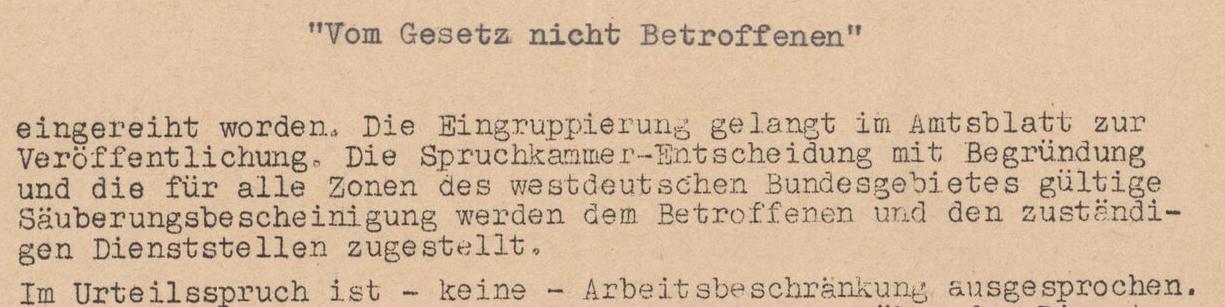 "Vom Gesetz nicht Betroffenen"
eingereiht worden. Die Eingruppierung gelangt im Amtsblatt zur
Veröffentlichung. Die Spruchkammer-Entscheidung mit Begründung
und die für alle Zonen des westdeutschen Bundesgebietes gültige
Säuberungsbescheinigung werden dem Betroffenen und den zuständi-
gen Dienststellen zugestellt.
Im Urteilsspruch ist - keine - Arbeitsbeschränkung ausgesprochen.